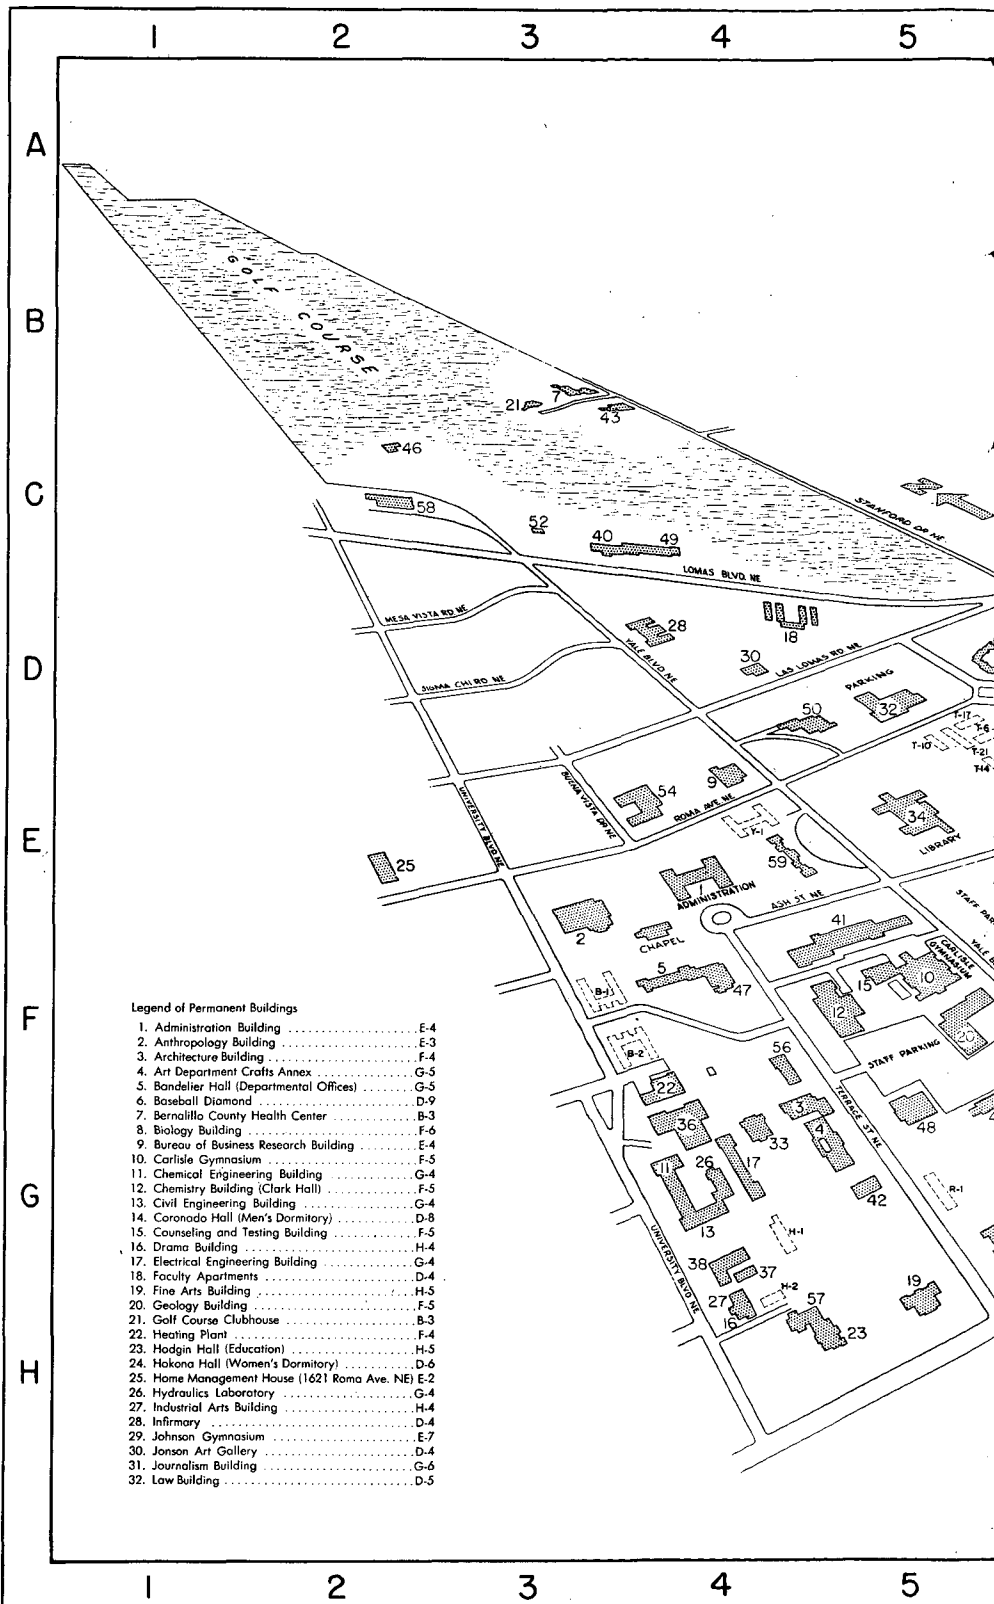 1 2 3 4 5
A
B
C
D
E
F
G
H
GOLF COURSE
7
21
43
46
58
52
40
49
STANFORD DR NE
N
LOMAS BLVD. NE
MESA VISTA RD NE
28
18
YALE BLVD NE
30
LAS LOMAS RD NE
SIGMA CHI RD NE
PARKING
50
32
T-17
T-6
T-10
T-21
T-14
9
54
BUENA VISTA DR NE
ROMA AVE NE
UNIVERSITY BLVD NE
T-1
59
34
LIBRARY
25
1
ADMINISTRATION
ASH ST NE
STAFF PAR
2
CHAPEL
41
YALE B
CARLISLE
GYMNASIUM
5
47
15
10
B-1
12
20
B-2
56
STAFF PARKING
22
TERRACE ST NE
3
48
36
33
4
11
26
17
42
R-1
13
H-1
UNIVERSITY BLVD NE
38
37
H-2
27
16
57
23
19
Legend of Permanent Buildings
1. Administration Building ........................ E-4
2. Anthropology Building ........................ E-3
3. Architecture Building ........................ F-4
4. Art Department Crafts Annex ........................ G-5
5. Bandelier Hall (Departmental Offices) ........................ G-5
6. Baseball Diamond ........................ D-9
7. Bernalillo County Health Center ........................ B-3
8. Biology Building ........................ F-6
9. Bureau of Business Research Building ........................ E-4
10. Carlisle Gymnasium ........................ F-5
11. Chemical Engineering Building ........................ G-4
12. Chemistry Building (Clark Hall) ........................ F-5
13. Civil Engineering Building ........................ G-4
14. Coronado Hall (Men's Dormitory) ........................ D-8
15. Counseling and Testing Building ........................ F-5
16. Drama Building ........................ H-4
17. Electrical Engineering Building ........................ G-4
18. Faculty Apartments ........................ D-4
19. Fine Arts Building ........................ H-5
20. Geology Building ........................ F-5
21. Golf Course Clubhouse ........................ B-3
22. Heating Plant ........................ F-4
23. Hodgin Hall (Education) ........................ H-5
24. Hokona Hall (Women's Dormitory) ........................ D-6
25. Home Management House (1621 Roma Ave. NE) E-2
26. Hydraulics Laboratory ........................ G-4
27. Industrial Arts Building ........................ H-4
28. Infirmary ........................ D-4
29. Johnson Gymnasium ........................ E-7
30. Jonson Art Gallery ........................ D-4
31. Journalism Building ........................ G-6
32. Law Building ........................ D-5
1 2 3 4 5